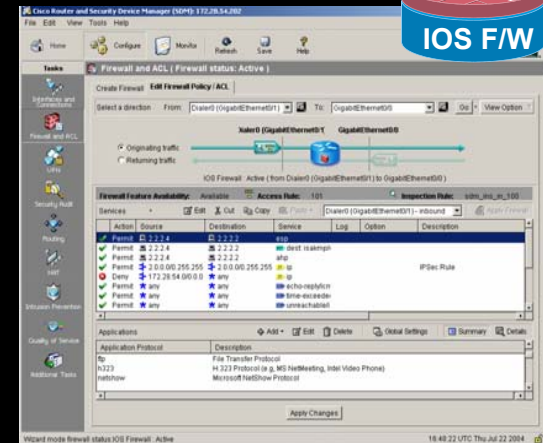 Cisco Router and Security Device Manager (SDM): 172.28.54.202
IOS F/W
File Edit View Tools Help
Home Configure Monitor Refresh Save Help
Tasks
Firewall and ACL (Firewall status: Active)
Create Firewall Edit Firewall Policy / ACL
Interfaces and Connections
Select a direction From: Dialer0 (GigabitEthernet0/1) To: GigabitEthernet0/0 Go View Option
Firewall and ACL
Originating traffic
Returning traffic
VPN
IOS Firewall: Active (from Dialer0 (GigabitEthernet0/1) to GigabitEthernet0/0)
Security Audit
Firewall Feature Availability: Available Access Rule: 101 Inspection Rule:
Services Edit Cut Copy Paste Dialer0 (GigabitEthernet0/1) - inbound Apply Firewall
Routing
Action Source Destination Service Log Option Description
Permit 2.2.2.4 2.2.2.2 esp
Permit 2.2.2.4 2.2.2.2 dest: isakmp
NAT
Permit 2.2.2.4 2.2.2.2 ahp
Permit 2.0.0.0/0.255.255 2.0.0.0/0.255.255 ip IPSec Rule
Deny 172.28.54.0/0.0.0 any ip
Intrusion Prevention
Permit any any echo-reply/icm
Permit any any time-exceeded
Permit any any unreachable/i
Quality of Service
Applications Add Edit Delete Global Settings Summary Details
Application Protocol Description
ftp File Transfer Protocol
Additional Tasks
h323 H.323 Protocol (e.g, MS NetMeeting, Intel Video Phone)
netshow Microsoft NetShow Protocol
Apply Changes
Wizard mode firewall status:IOS Firewall : Active 16:48:22 UTC Thu Jul 22 2004